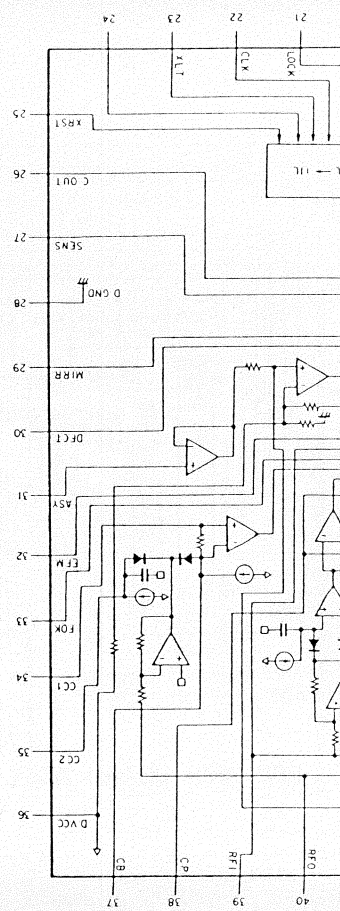 24
23
22
21
XLT
CLK
LOCK
25
XRST
IIL
26
C OUT
27
SENS
28
D GND
29
MIRR
30
DFCT
31
ASY
32
EFM
33
FOK
34
CC1
35
CC2
36
D VCC
CB
CP
RFI
RFO
37
38
39
40